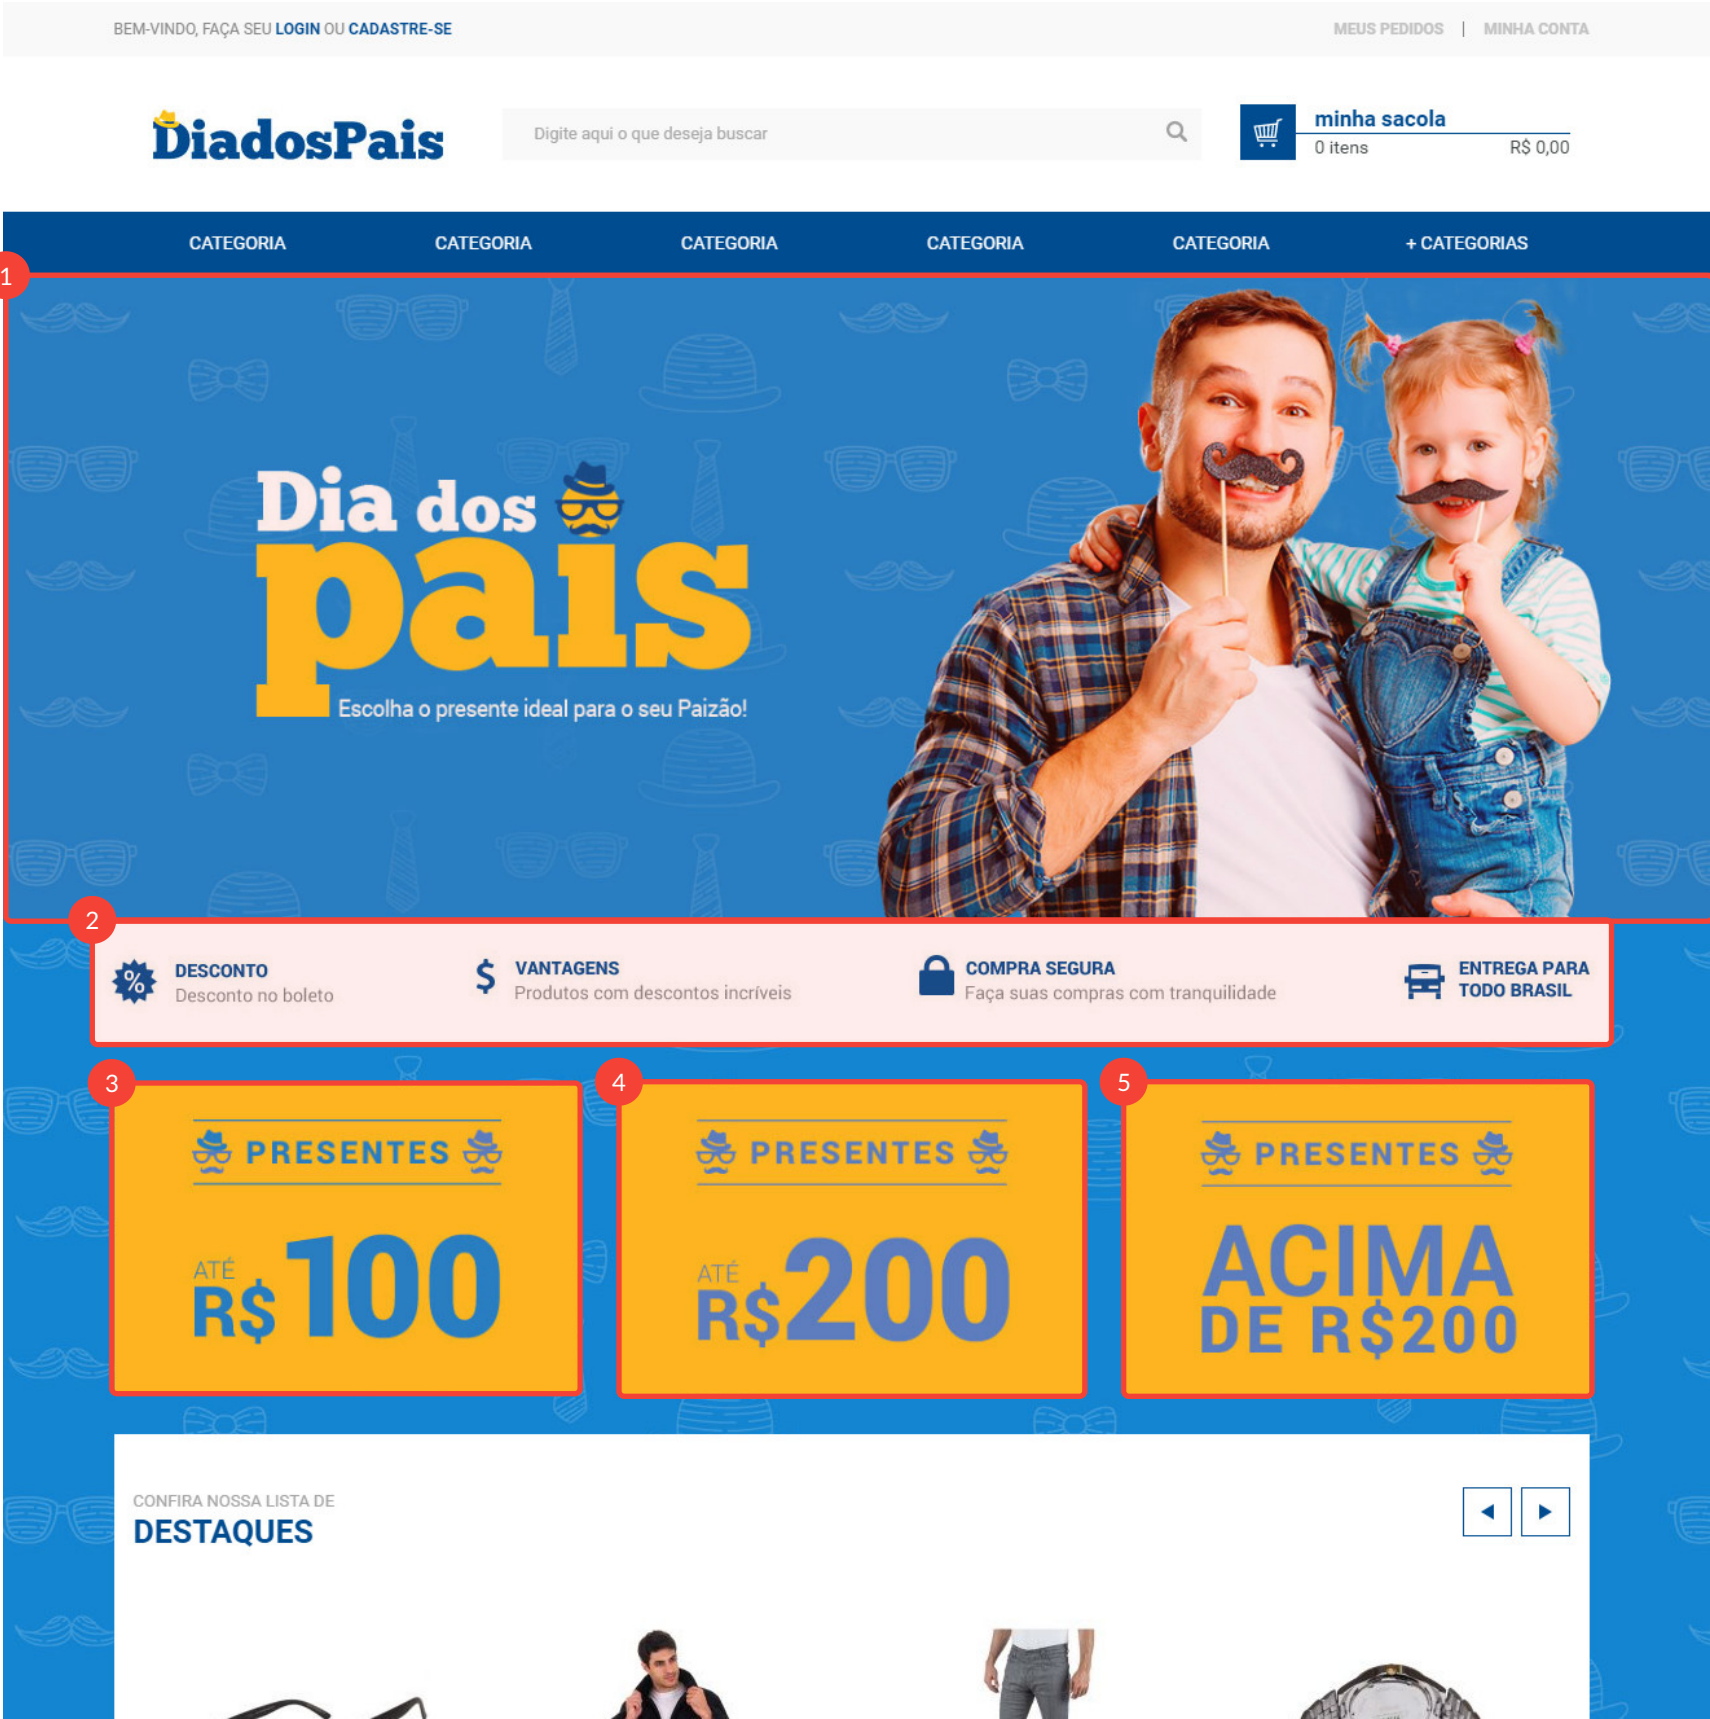 BEM-VINDO, FAÇA SEU LOGIN OU CADASTRE-SE
MEUS PEDIDOS | MINHA CONTA
DiadosPais
Digite aqui o que deseja buscar
minha sacola
0 itens R$ 0,00
CATEGORIA CATEGORIA CATEGORIA CATEGORIA CATEGORIA + CATEGORIAS
1
Dia dos
pais
Escolha o presente ideal para o seu Paizão!
2
DESCONTO
Desconto no boleto
VANTAGENS
Produtos com descontos incríveis
COMPRA SEGURA
Faça suas compras com tranquilidade
ENTREGA PARA
TODO BRASIL
3
PRESENTES
ATÉ
R$100
4
PRESENTES
ATÉ
R$200
5
PRESENTES
ACIMA
DE R$200
CONFIRA NOSSA LISTA DE
DESTAQUES